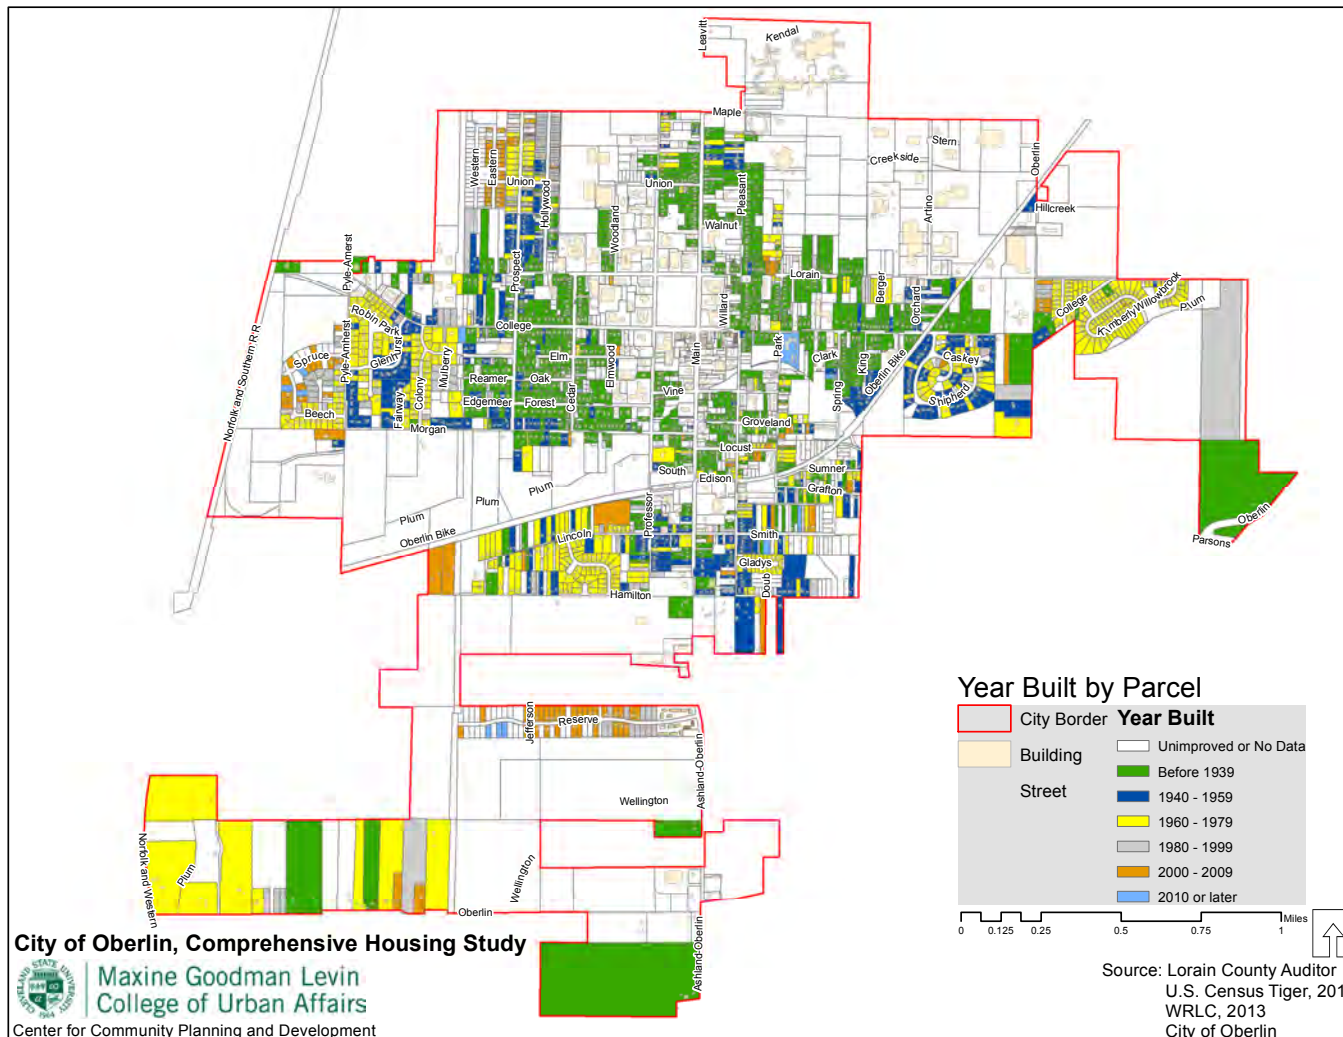 Leavitt
Kendal
Maple
Stern
Creekside
Oberlin
Western
Eastern
Union
Hollywood
Union
Woodland
Pleasant
Walnut
Artino
Hillcreek
Pyle-Amerst
Prospect
Lorain
Berger
Orchard
College
Kimberly
Willowbrook
Plum
Robin Park
College
Willard
Main
Park
Norfolk and Southern R.R
Spruce
Pyle-Amherst
Glenhurst
Mulberry
Elm
Elmwood
Clark
King
Oberlin Bike
Caskey
Shipherd
Reamer
Oak
Cedar
Vine
Spring
Beech
Fairway
Colony
Edgemeer
Forest
Morgan
Groveland
Locust
South
Edison
Sumner
Grafton
Plum
Plum
Plum
Oberlin Bike
Professor
Lincoln
Smith
Gladys
Doub
Hamilton
Oberlin
Parsons
Jefferson
Reserve
Ashland-Oberlin
Wellington
Norfolk and Western
Plum
Wellington
Oberlin
Ashland-Oberlin
Year Built by Parcel
City Border
Building
Street
Year Built
Unimproved or No Data
Before 1939
1940 - 1959
1960 - 1979
1980 - 1999
2000 - 2009
2010 or later
Miles
0 0.125 0.25 0.5 0.75 1
City of Oberlin, Comprehensive Housing Study
CLEVELAND STATE UNIVERSITY
1964
Maxine Goodman Levin
College of Urban Affairs
Center for Community Planning and Development
Source: Lorain County Auditor
U.S. Census Tiger, 201
WRLC, 2013
City of Oberlin